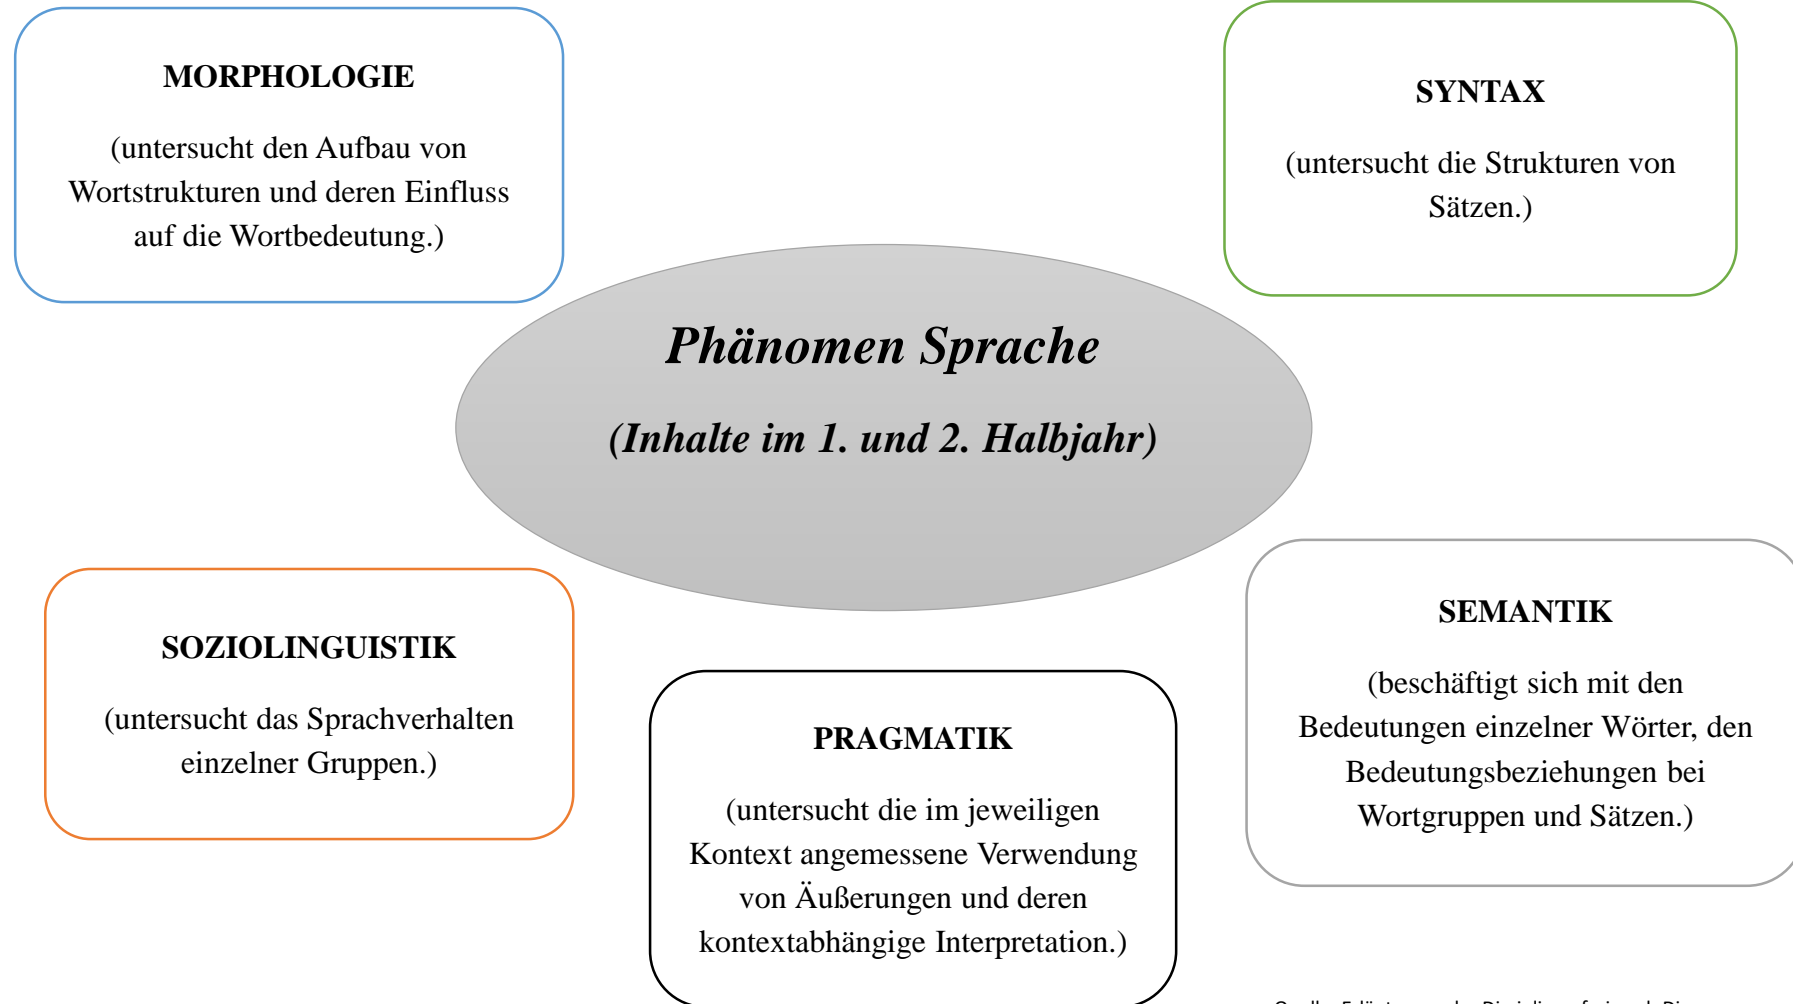 MORPHOLOGIE
(untersucht den Aufbau von
Wortstrukturen und deren Einfluss
auf die Wortbedeutung.)
SYNTAX
(untersucht die Strukturen von
Sätzen.)
Phänomen Sprache
(Inhalte im 1. und 2. Halbjahr)
SOZIOLINGUISTIK
(untersucht das Sprachverhalten
einzelner Gruppen.)
PRAGMATIK
(untersucht die im jeweiligen
Kontext angemessene Verwendung
von Äußerungen und deren
kontextabhängige Interpretation.)
SEMANTIK
(beschäftigt sich mit den
Bedeutungen einzelner Wörter, den
Bedeutungsbeziehungen bei
Wortgruppen und Sätzen.)